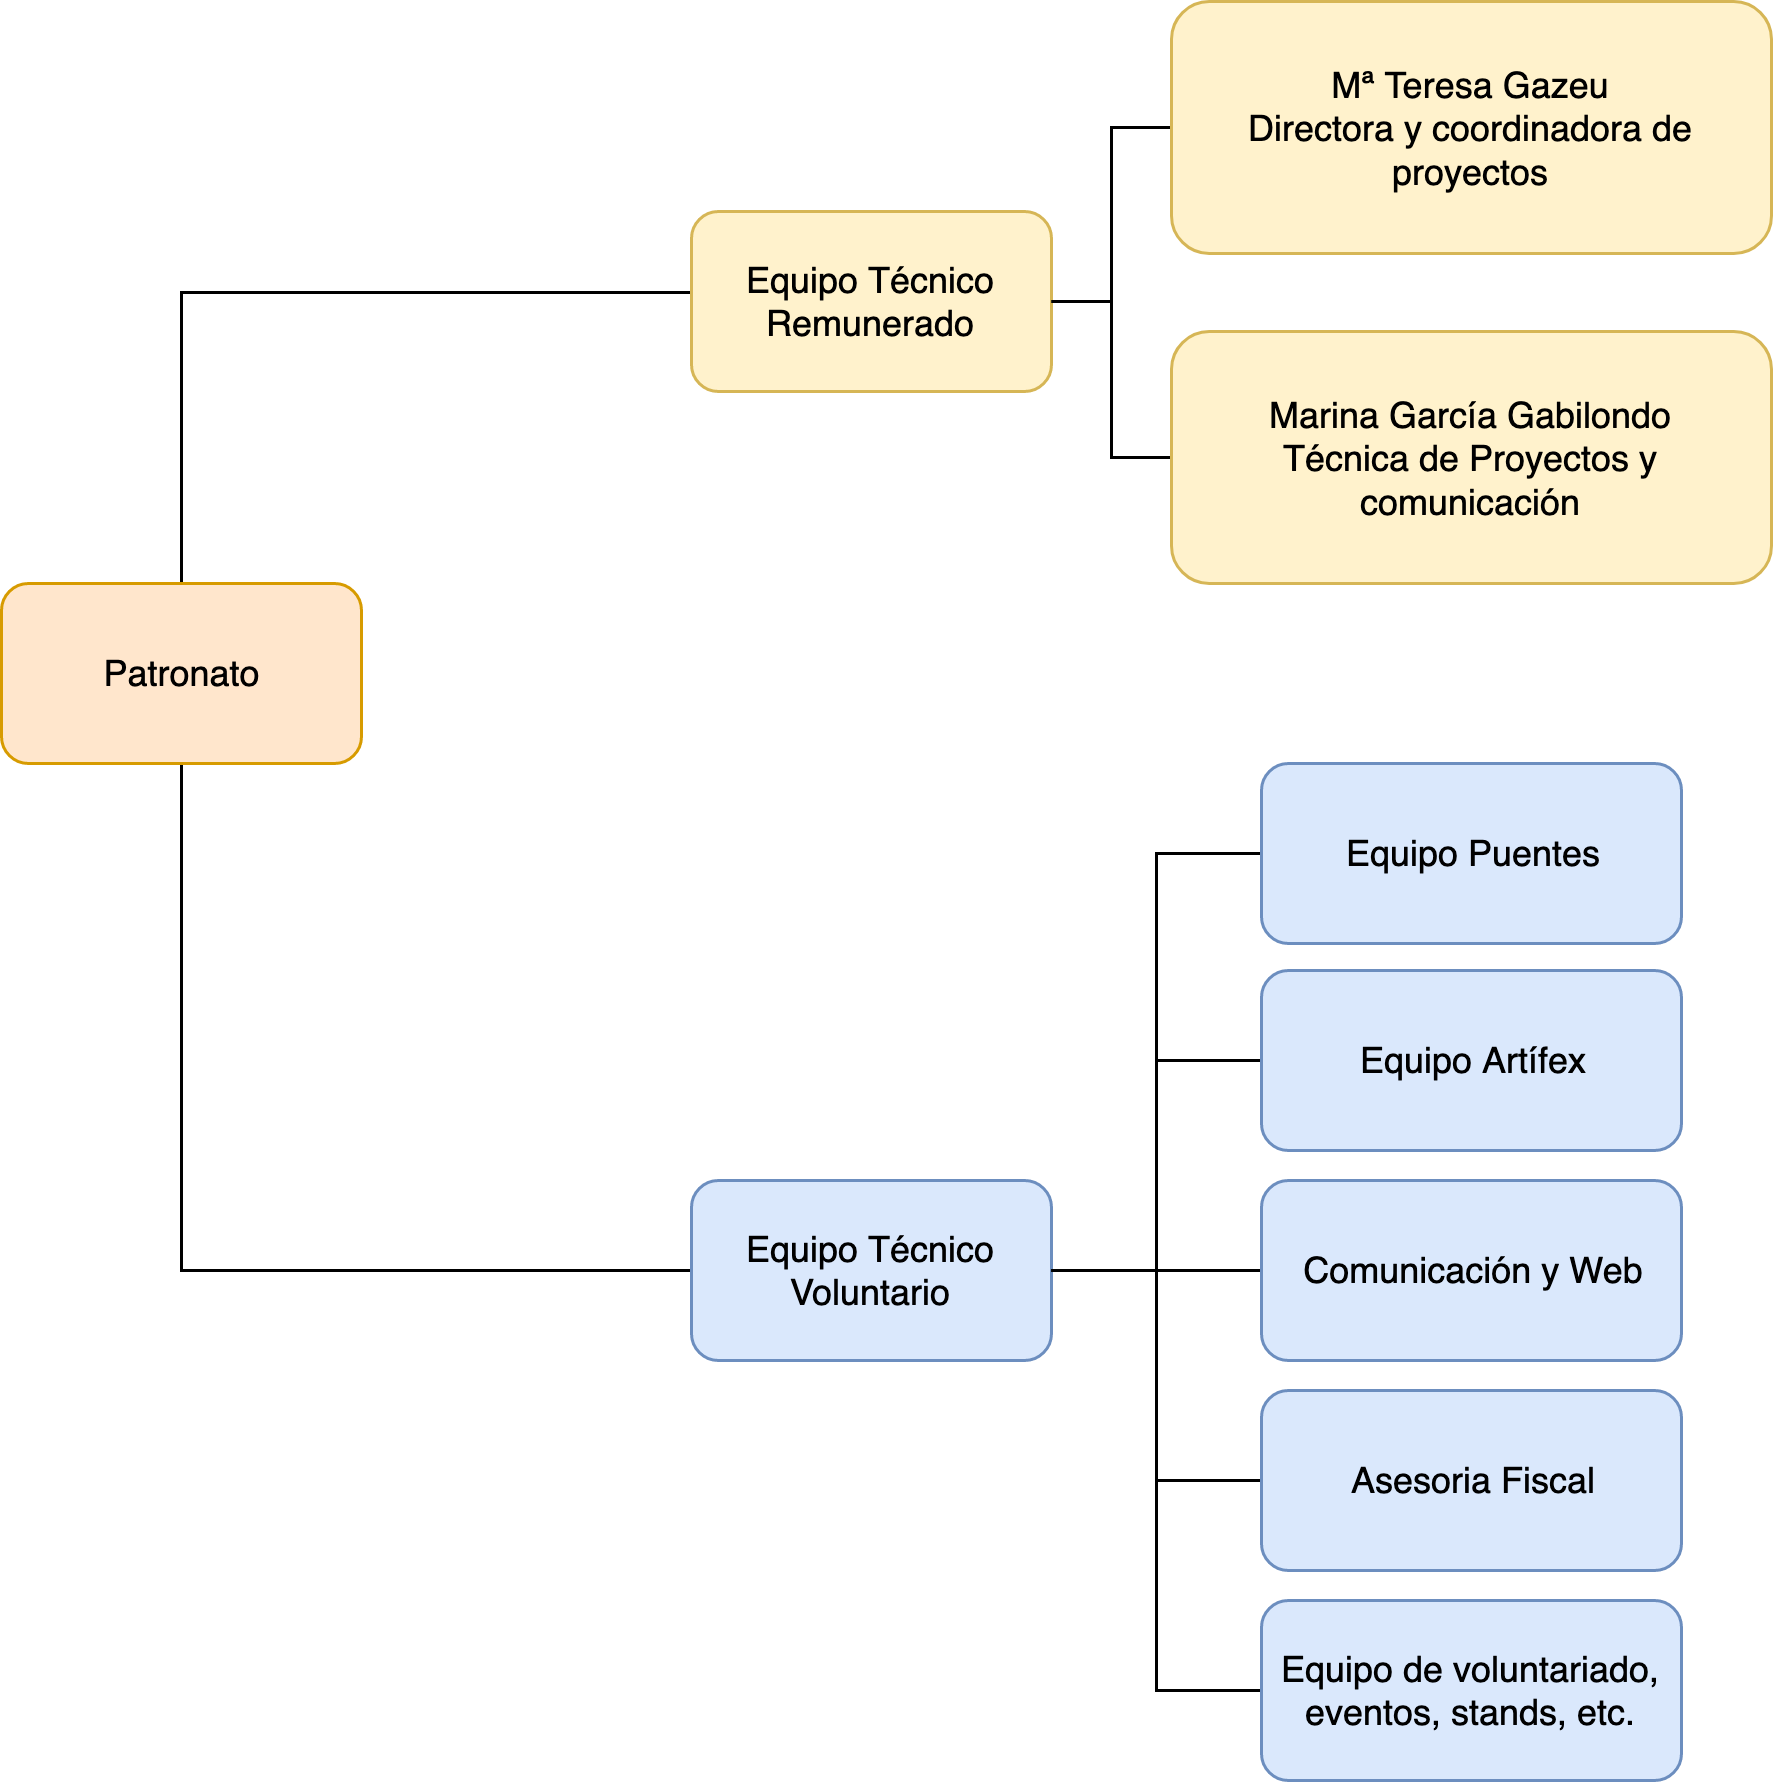 Mª Teresa Gazeu
Directora y coordinadora de
proyectos
Equipo Técnico
Remunerado
Marina García Gabilondo
Técnica de Proyectos y
comunicación
Patronato
Equipo Puentes
Equipo Artífex
Equipo Técnico
Voluntario
Comunicación y Web
Asesoria Fiscal
Equipo de voluntariado,
eventos, stands, etc.